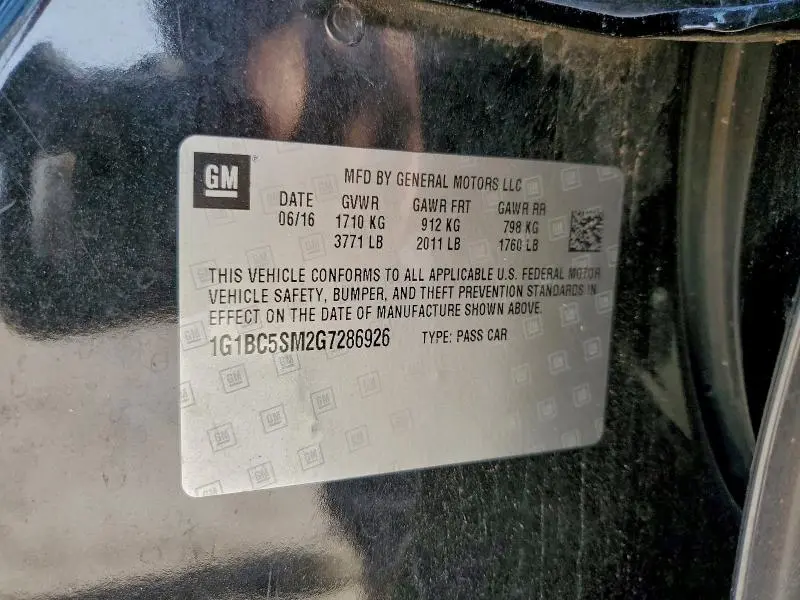 GM
MFD BY GENERAL MOTORS LLC
DATE GVWR GAWR FRT GAWR RR
06/16 1710 KG 912 KG 798 KG
3771 LB 2011 LB 1760 LB
THIS VEHICLE CONFORMS TO ALL APPLICABLE U.S. FEDERAL MOTOR
VEHICLE SAFETY, BUMPER, AND THEFT PREVENTION STANDARDS IN
EFFECT ON THE DATE OF MANUFACTURE SHOWN ABOVE.
1G1BC5SM2G7286926 TYPE: PASS CAR